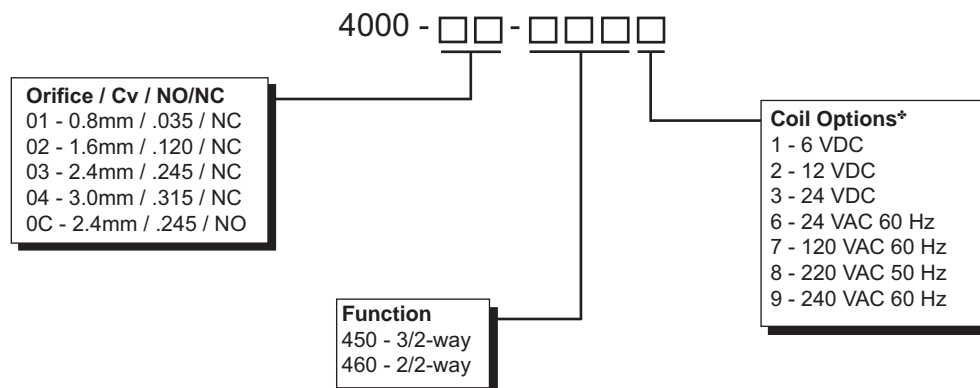 4000 - □□ - □□□□
Orifice / Cv / NO/NC
01 - 0.8mm / .035 / NC
02 - 1.6mm / .120 / NC
03 - 2.4mm / .245 / NC
04 - 3.0mm / .315 / NC
0C - 2.4mm / .245 / NO
Coil Options*
1 - 6 VDC
2 - 12 VDC
3 - 24 VDC
6 - 24 VAC 60 Hz
7 - 120 VAC 60 Hz
8 - 220 VAC 50 Hz
9 - 240 VAC 60 Hz
Function
450 - 3/2-way
460 - 2/2-way